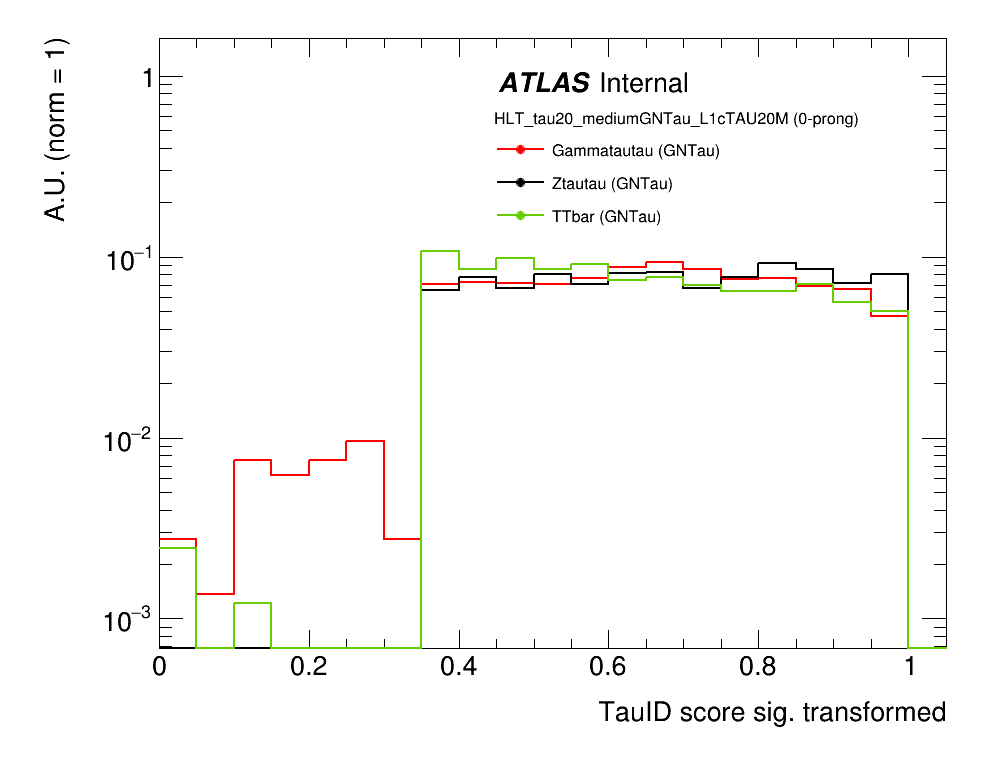 A.U. (norm = 1)
ATLAS Internal
HLT_tau20_mediumGNTau_L1cTAU20M (0-prong)
Gammatautau (GNTau)
Ztautau (GNTau)
TTbar (GNTau)
1
10⁻¹
10⁻²
10⁻³
0 0.2 0.4 0.6 0.8 1
TauID score sig. transformed